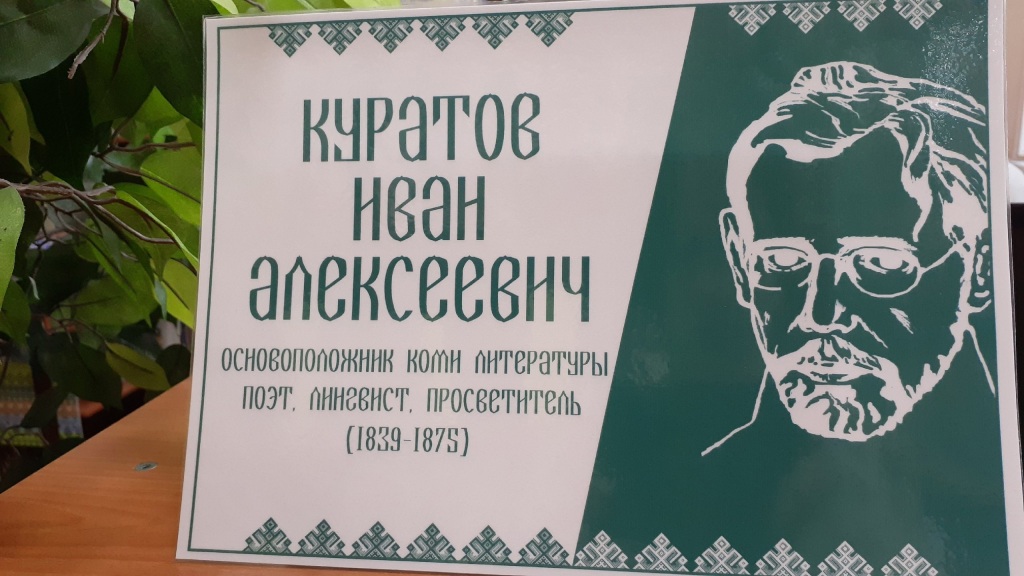 КУРАТОВ
ИВАН
АЛЕКСЕЕВИЧ
ОСНОВОПОЛОЖНИК КОМИ ЛИТЕРАТУРЫ
ПОЭТ, ЛИНГВИСТ, ПРОСВЕТИТЕЛЬ
(1839-1875)